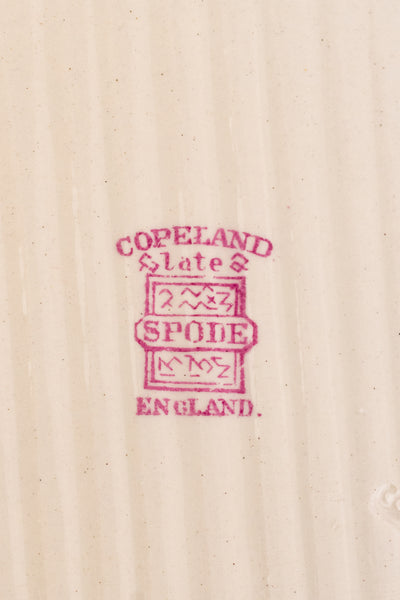 COPELAND
late
SPODE
ENGLAND.